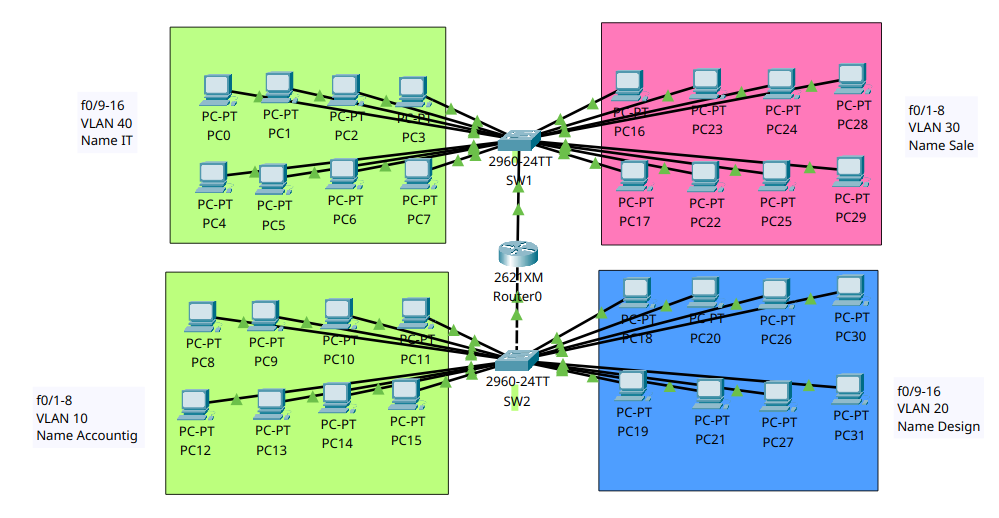 f0/9-16
VLAN 40
Name IT
PC-PT
PC0
PC-PT
PC1
PC-PT
PC2
PC-PT
PC3
PC-PT
PC4
PC-PT
PC5
PC-PT
PC6
PC-PT
PC7
2960-24TT
SW1
PC-PT
PC16
PC-PT
PC23
PC-PT
PC24
PC-PT
PC28
PC-PT
PC17
PC-PT
PC22
PC-PT
PC25
PC-PT
PC29
f0/1-8
VLAN 30
Name Sale
2621XM
Router0
PC-PT
PC8
PC-PT
PC9
PC-PT
PC10
PC-PT
PC11
f0/1-8
VLAN 10
Name Accountig
PC-PT
PC12
PC-PT
PC13
PC-PT
PC14
PC-PT
PC15
2960-24TT
SW2
PC-PT
PC18
PC-PT
PC20
PC-PT
PC26
PC-PT
PC30
PC-PT
PC19
PC-PT
PC21
PC-PT
PC27
PC-PT
PC31
f0/9-16
VLAN 20
Name Design